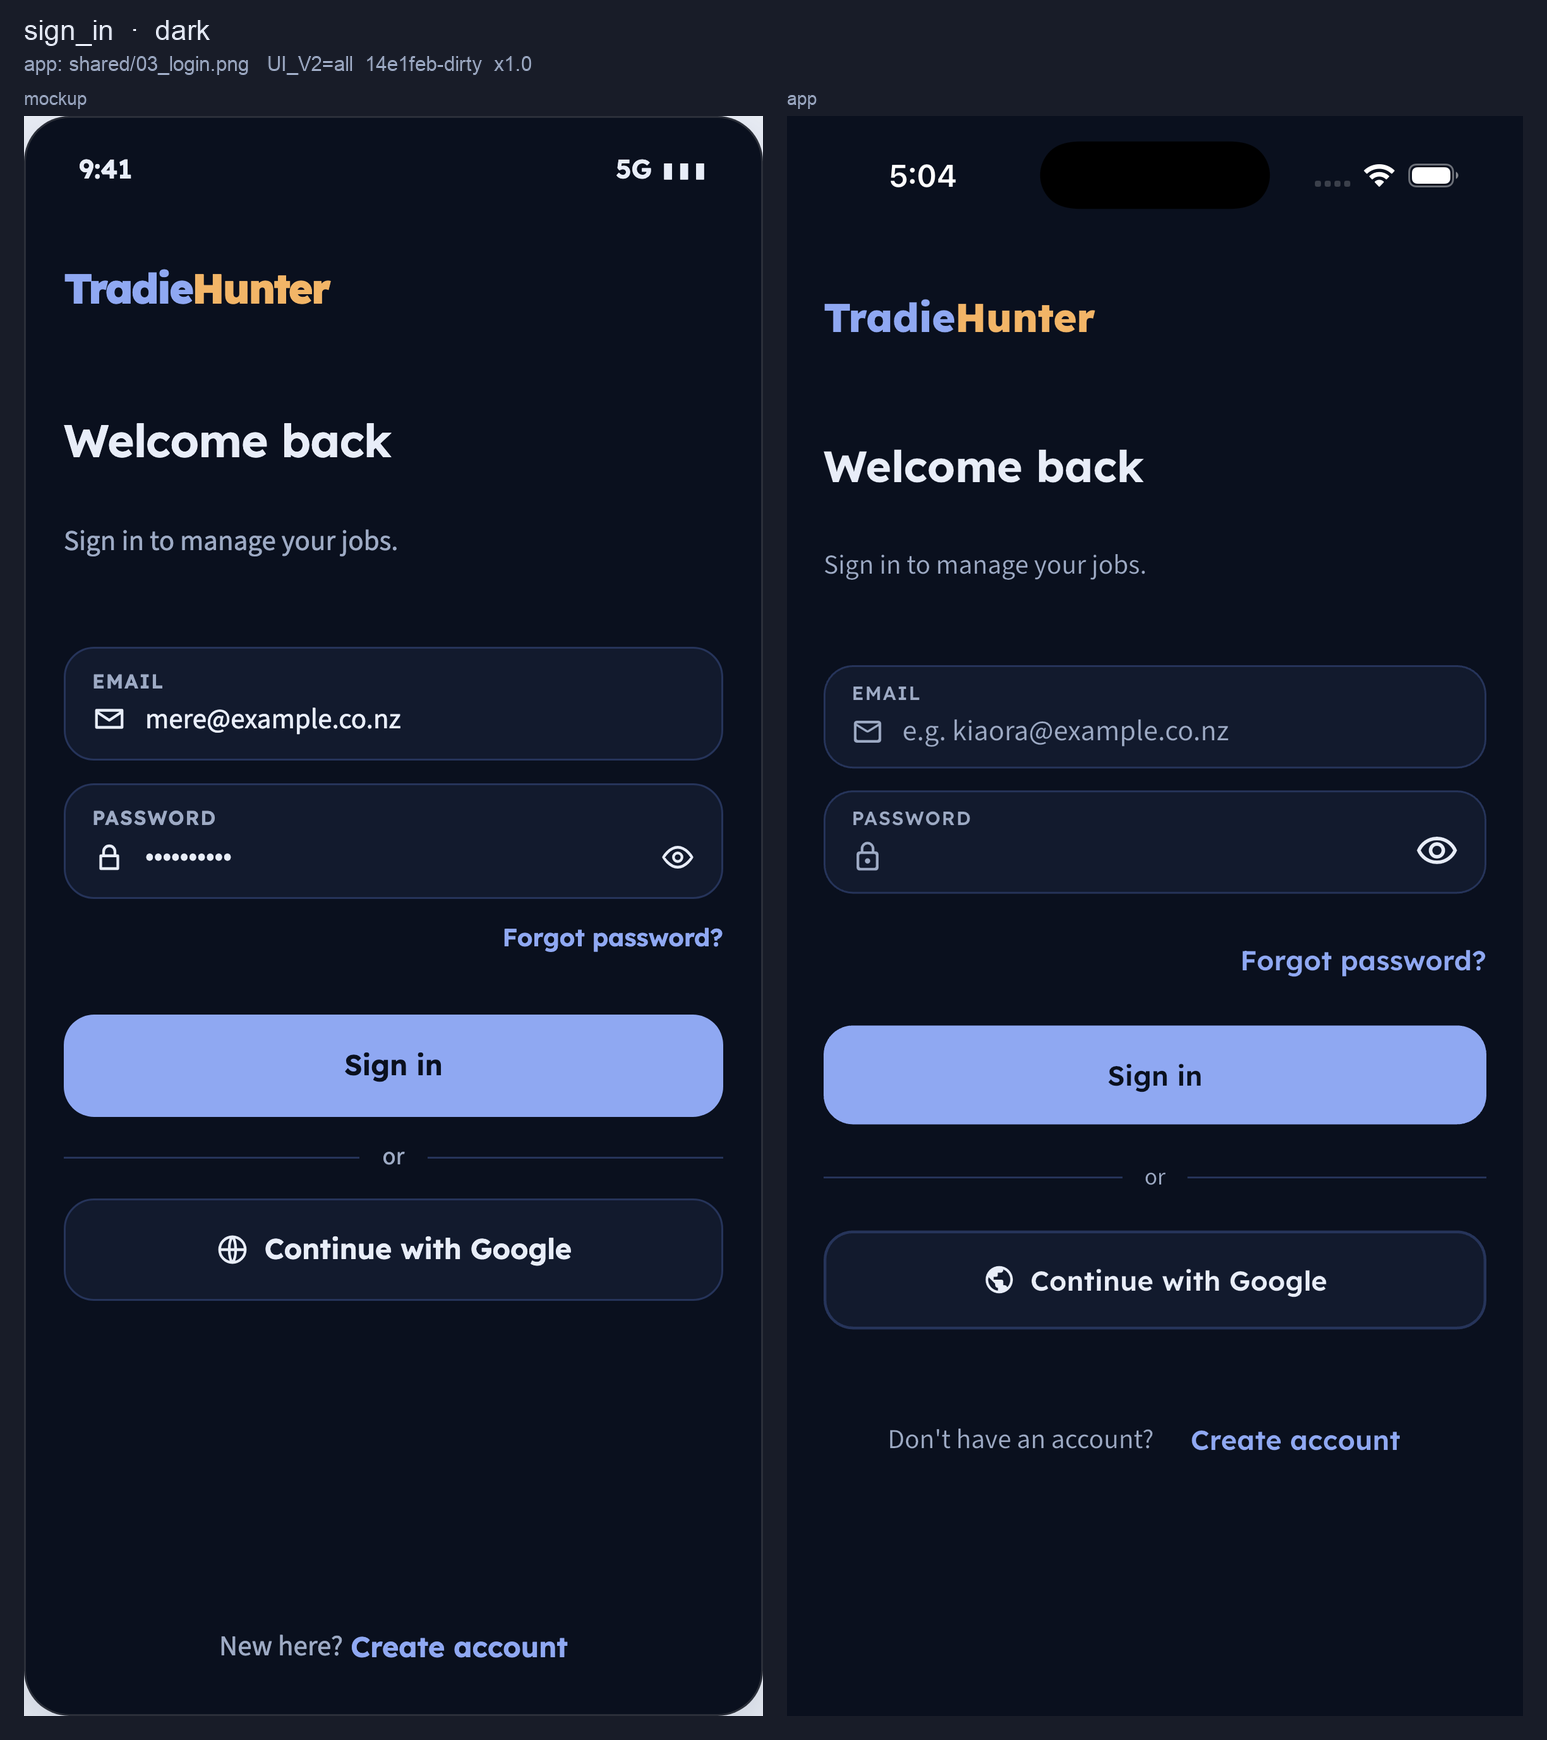 sign_in · dark
app: shared/03_login.png UI_V2=all 14e1feb-dirty x1.0
mockup
9:41 5G
TradieHunter
Welcome back
Sign in to manage your jobs.
EMAIL
mere@example.co.nz
PASSWORD
••••••••••
Forgot password?
Sign in
or
Continue with Google
New here? Create account
app
5:04
TradieHunter
Welcome back
Sign in to manage your jobs.
EMAIL
e.g. kiaora@example.co.nz
PASSWORD
Forgot password?
Sign in
or
Continue with Google
Don't have an account? Create account